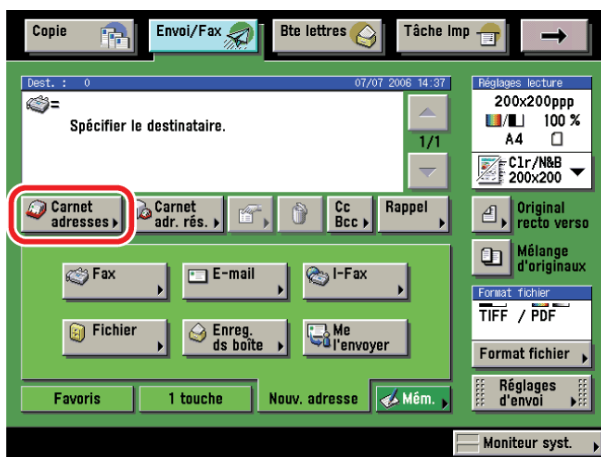 Copie
Envoi/Fax
Bte lettres
Tâche Imp
Dest. : 0
07/07 2006 14:37
Spécifier le destinataire.
1/1
Carnet
adresses
Carnet
adr. rés.
Cc
Bcc
Rappel
Fax
E-mail
I-Fax
Fichier
Enreg.
ds boîte
Me
l'envoyer
Favoris
1 touche
Nouv. adresse
Mém.
Réglages lecture
200x200ppp
100 %
A4
Clr/N&B
200x200
Original
recto verso
Mélange
d'originaux
Format fichier
TIFF / PDF
Format fichier
Réglages
d'envoi
Moniteur syst.